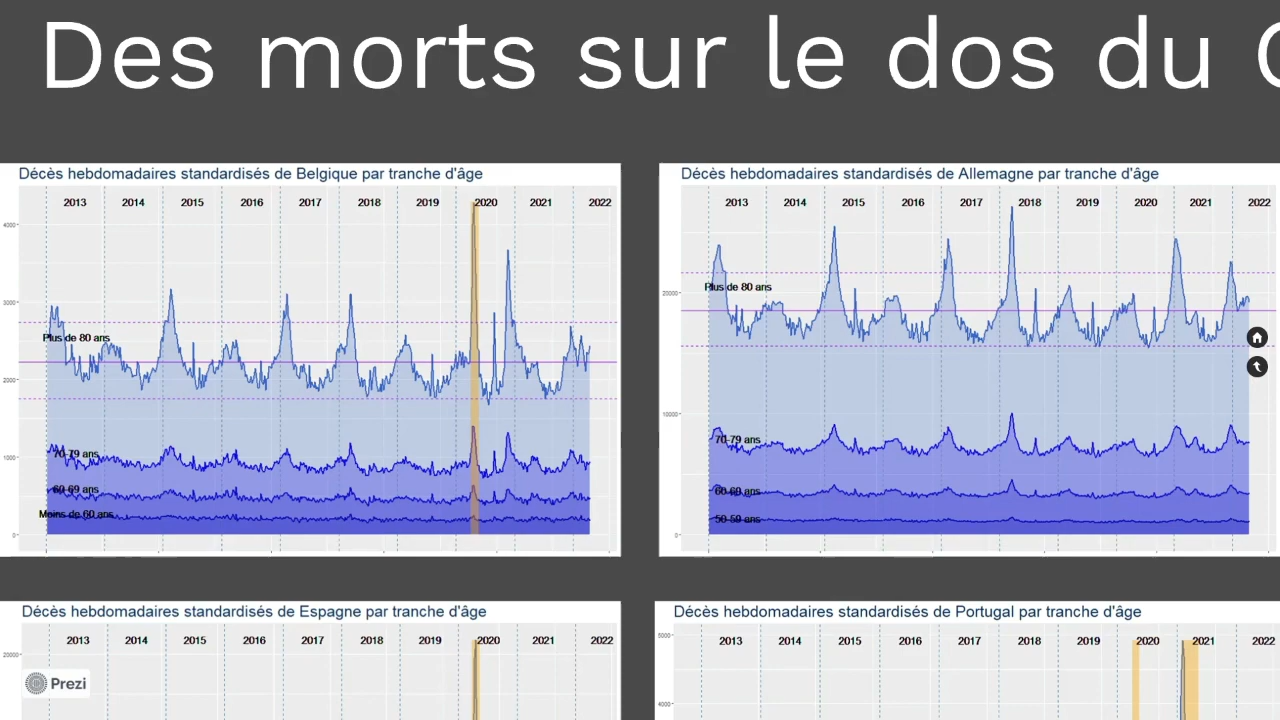 Des morts sur le dos du
Décès hebdomadaires standardisés de Belgique par tranche d'âge
2013 2014 2015 2016 2017 2018 2019 2020 2021 2022
4000
3000
Plus de 80 ans
2000
70-79 ans
1000
60-69 ans
Moins de 60 ans
0
Décès hebdomadaires standardisés de Allemagne par tranche d'âge
2013 2014 2015 2016 2017 2018 2019 2020 2021 2022
Plus de 80 ans
20000
10000
70-79 ans
60-69 ans
50-59 ans
0
Décès hebdomadaires standardisés de Espagne par tranche d'âge
2013 2014 2015 2016 2017 2018 2019 2020 2021 2022
20000
Prezi
Décès hebdomadaires standardisés de Portugal par tranche d'âge
5000
2013 2014 2015 2016 2017 2018 2019 2020 2021 2022
4000